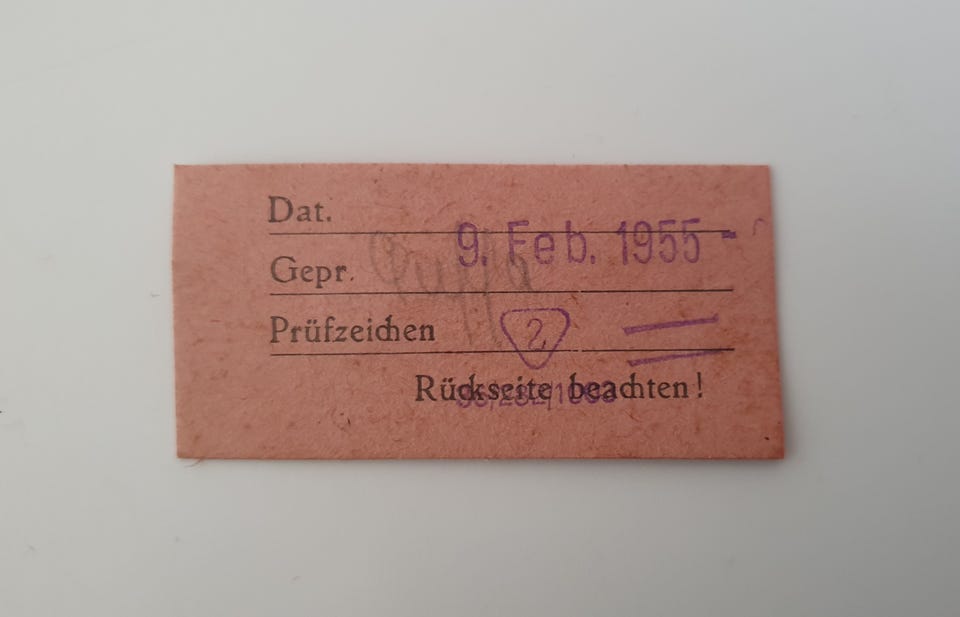 Dat.
9. Feb. 1955 -
Gepr.
Prüfzeichen 2
Rückseite beachten!